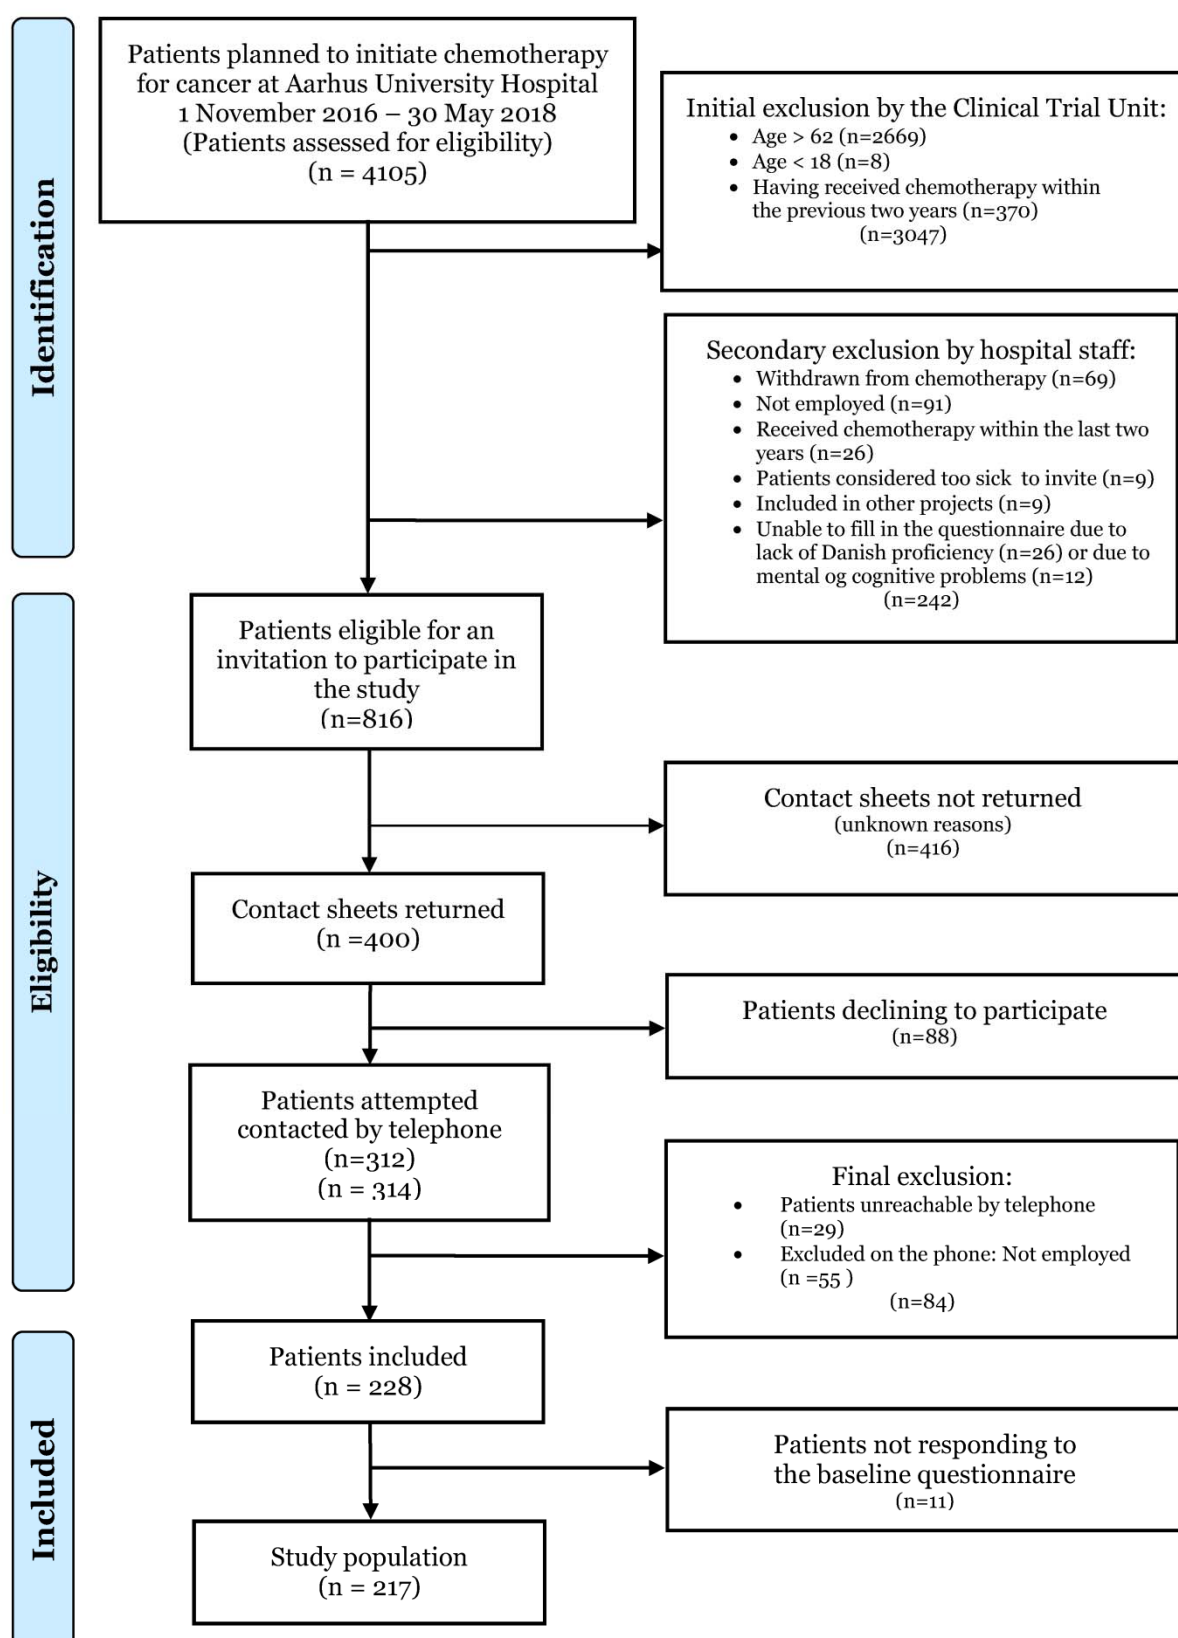 Identification
Patients planned to initiate chemotherapy
for cancer at Aarhus University Hospital
1 November 2016 – 30 May 2018
(Patients assessed for eligibility)
(n = 4105)
Initial exclusion by the Clinical Trial Unit:
• Age > 62 (n=2669)
• Age < 18 (n=8)
• Having received chemotherapy within
the previous two years (n=370)
(n=3047)
Secondary exclusion by hospital staff:
• Withdrawn from chemotherapy (n=69)
• Not employed (n=91)
• Received chemotherapy within the last two
years (n=26)
• Patients considered too sick to invite (n=9)
• Included in other projects (n=9)
• Unable to fill in the questionnaire due to
lack of Danish proficiency (n=26) or due to
mental og cognitive problems (n=12)
(n=242)
Eligibility
Patients eligible for an
invitation to participate in
the study
(n=816)
Contact sheets not returned
(unknown reasons)
(n=416)
Contact sheets returned
(n =400)
Patients declining to participate
(n=88)
Patients attempted
contacted by telephone
(n=312)
(n = 314)
Final exclusion:
• Patients unreachable by telephone
(n=29)
• Excluded on the phone: Not employed
(n =55 )
(n=84)
Included
Patients included
(n = 228)
Patients not responding to
the baseline questionnaire
(n=11)
Study population
(n = 217)